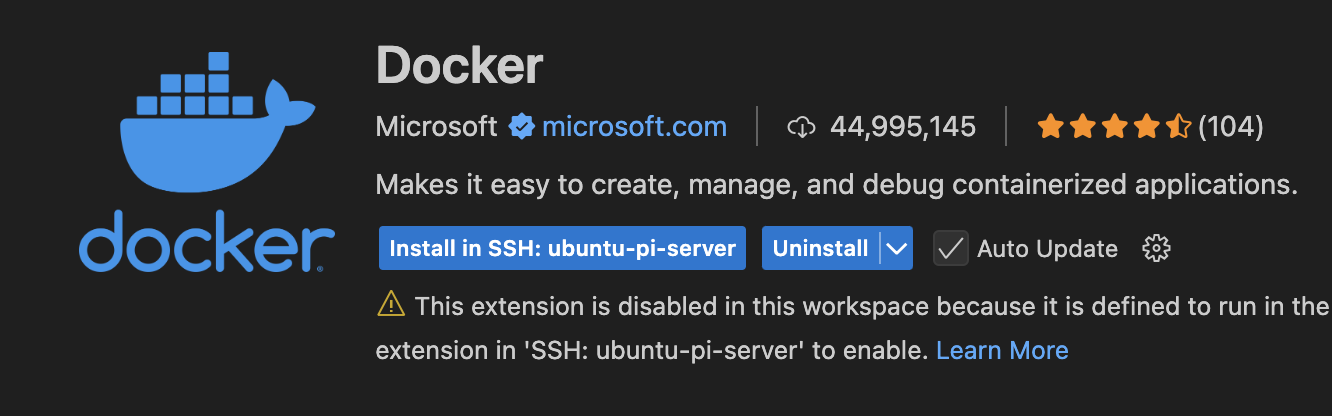 Docker
Microsoft microsoft.com 44,995,145 (104)
Makes it easy to create, manage, and debug containerized applications.
docker
Install in SSH: ubuntu-pi-server Uninstall Auto Update
This extension is disabled in this workspace because it is defined to run in the
extension in 'SSH: ubuntu-pi-server' to enable. Learn More